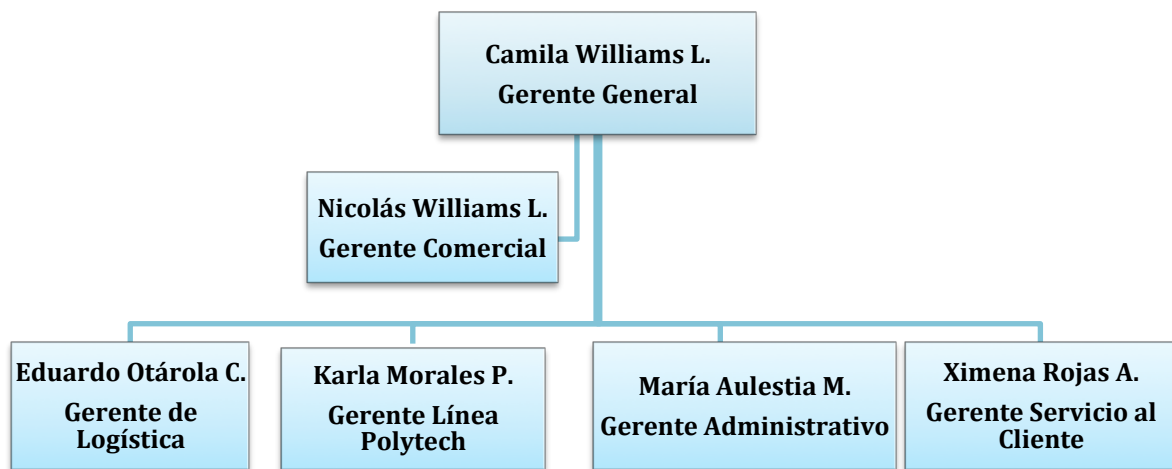 Camila Williams L.
Gerente General
Nicolás Williams L.
Gerente Comercial
Eduardo Otárola C.
Gerente de
Logística
Karla Morales P.
Gerente Línea
Polytech
María Aulestia M.
Gerente Administrativo
Ximena Rojas A.
Gerente Servicio al
Cliente